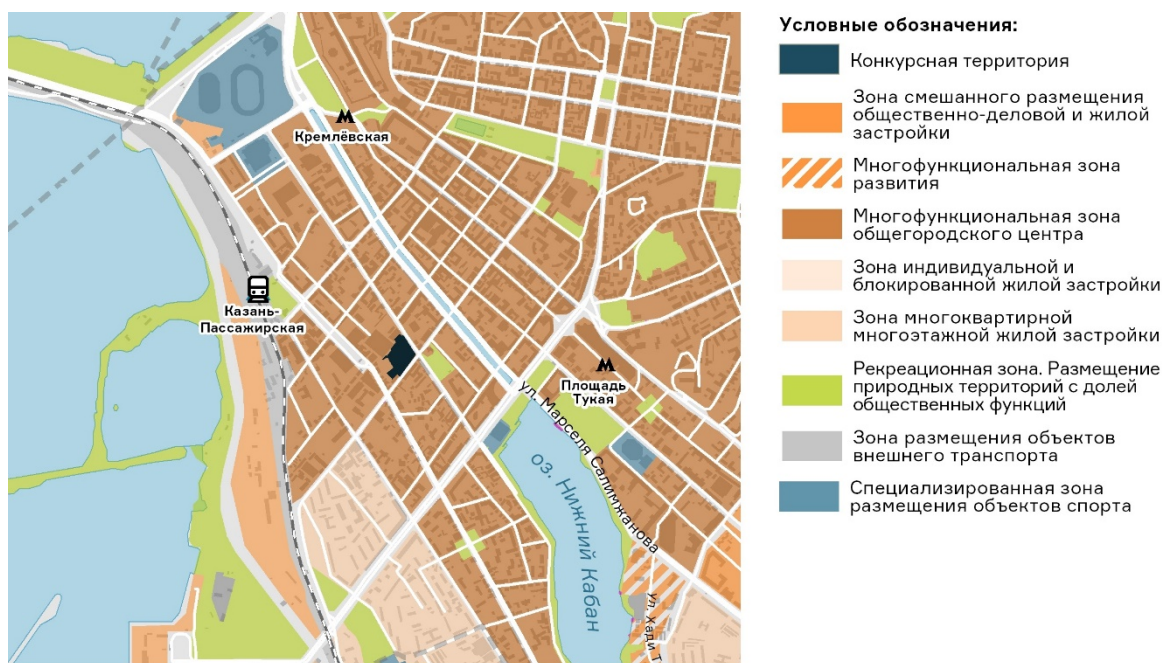 Кремлёвская
Казань-
Пассажирская
Площадь
Тукая
ул. Марселя Салимжанова
оз. Нижний Кабан
ул. Хади Т
Условные обозначения:
Конкурсная территория
Зона смешанного размещения
общественно-деловой и жилой
застройки
Многофункциональная зона
развития
Многофункциональная зона
общегородского центра
Зона индивидуальной и
блокированной жилой застройки
Зона многоквартирной
многоэтажной жилой застройки
Рекреационная зона. Размещение
природных территорий с долей
общественных функций
Зона размещения объектов
внешнего транспорта
Специализированная зона
размещения объектов спорта